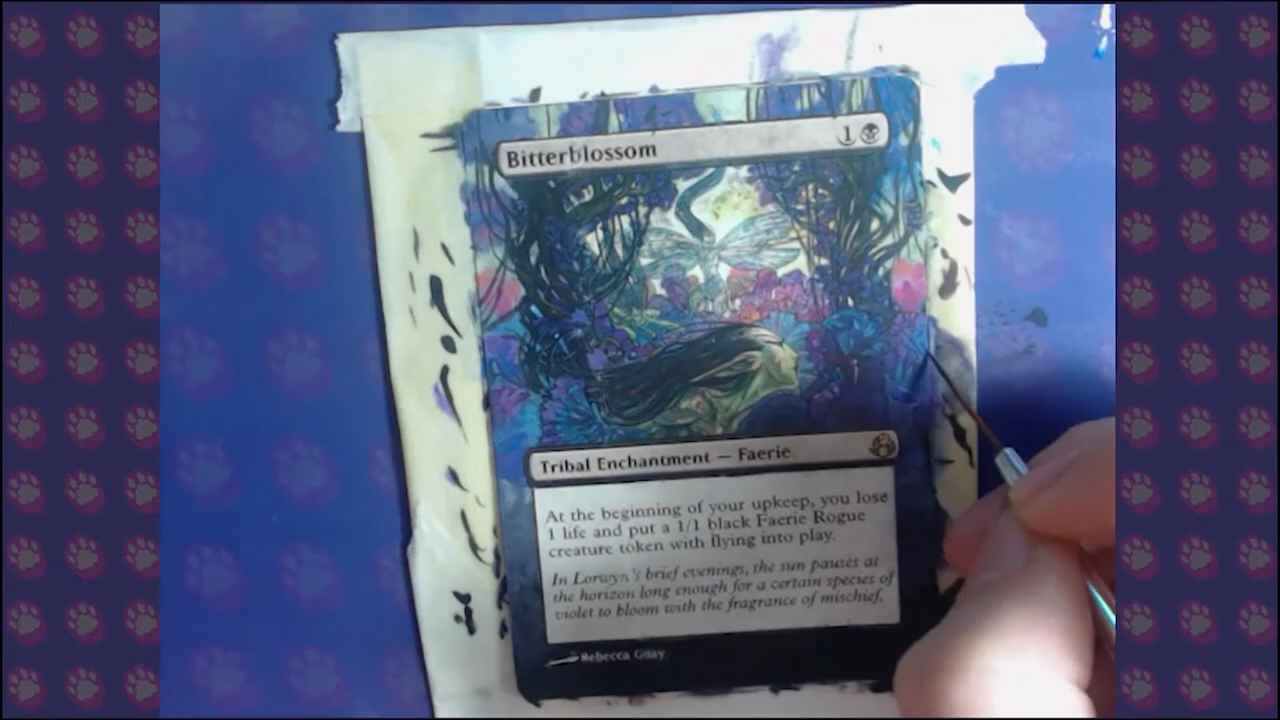 Bitterblossom 1
Tribal Enchantment — Faerie
At the beginning of your upkeep, you lose
1 life and put a 1/1 black Faerie Rogue
creature token with flying into play.
In Lorwyn's brief evenings, the sun pauses at
the horizon long enough for a certain species of
violet to bloom with the fragrance of mischief.
Rebecca Guay